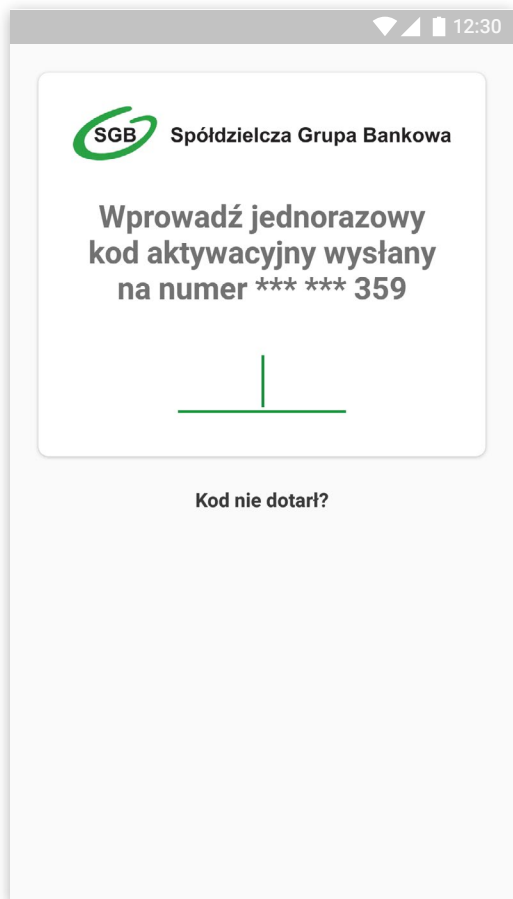 12:30
SGB Spółdzielcza Grupa Bankowa
Wprowadź jednorazowy
kod aktywacyjny wysłany
na numer *** *** 359
Kod nie dotarł?